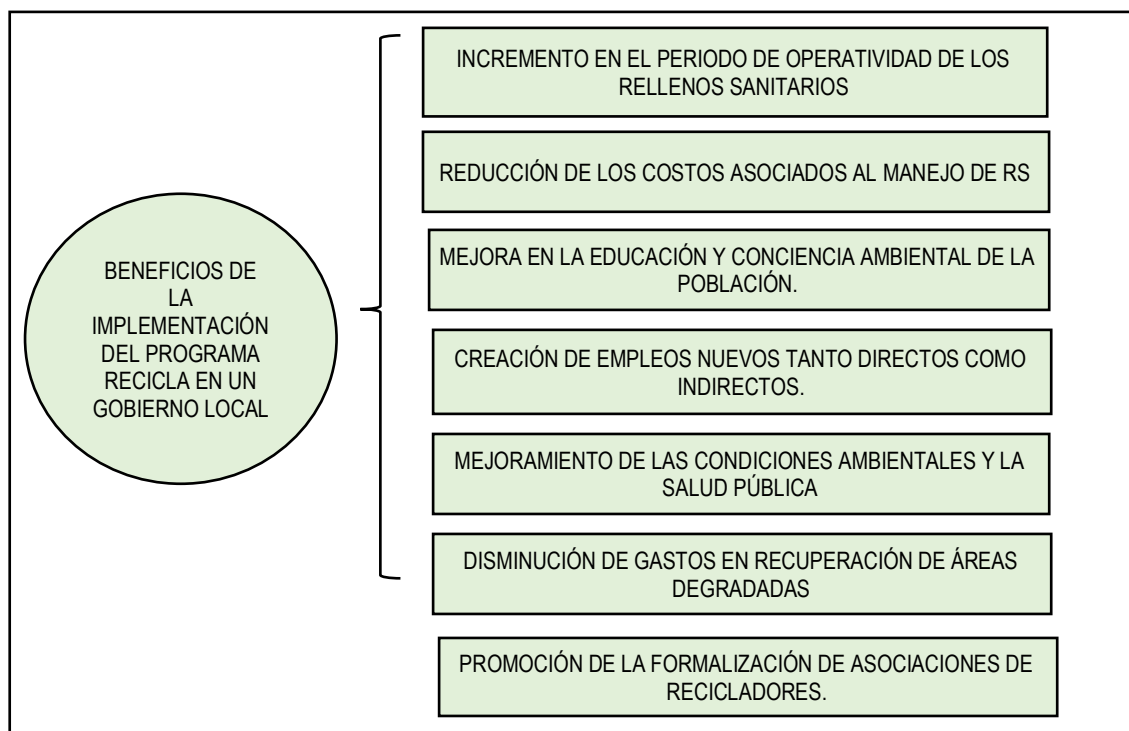 BENEFICIOS DE
LA
IMPLEMENTACIÓN
DEL PROGRAMA
RECICLA EN UN
GOBIERNO LOCAL
INCREMENTO EN EL PERIODO DE OPERATIVIDAD DE LOS
RELLENOS SANITARIOS
REDUCCIÓN DE LOS COSTOS ASOCIADOS AL MANEJO DE RS
MEJORA EN LA EDUCACIÓN Y CONCIENCIA AMBIENTAL DE LA
POBLACIÓN.
CREACIÓN DE EMPLEOS NUEVOS TANTO DIRECTOS COMO
INDIRECTOS.
MEJORAMIENTO DE LAS CONDICIONES AMBIENTALES Y LA
SALUD PÚBLICA
DISMINUCIÓN DE GASTOS EN RECUPERACIÓN DE ÁREAS
DEGRADADAS
PROMOCIÓN DE LA FORMALIZACIÓN DE ASOCIACIONES DE
RECICLADORES.